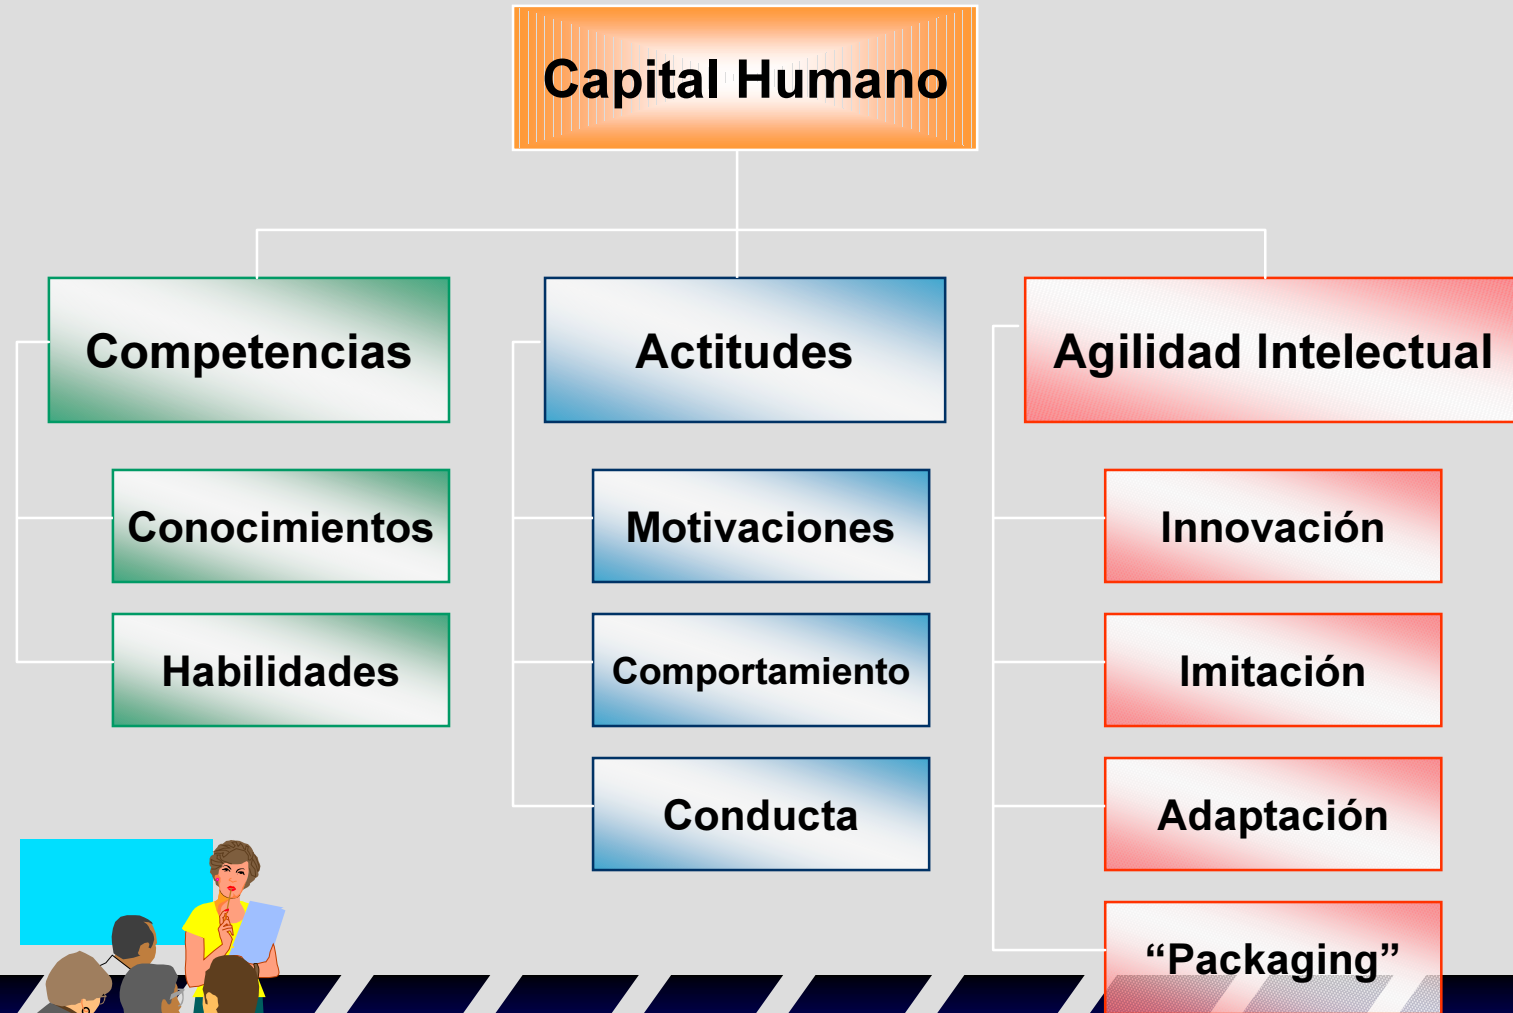 Capital Humano
Competencias
Conocimientos
Habilidades
Actitudes
Motivaciones
Comportamiento
Conducta
Agilidad Intelectual
Innovación
Imitación
Adaptación
“Packaging”